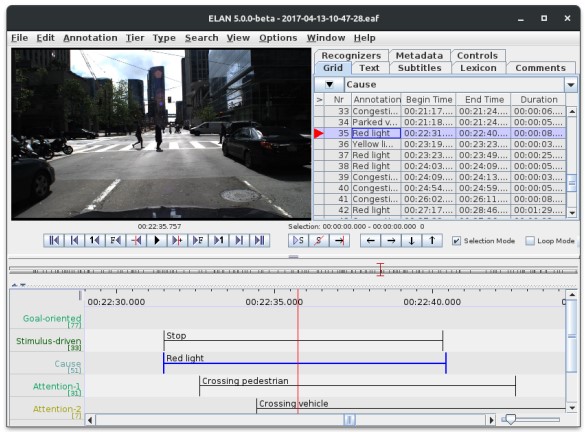 ELAN 5.0.0-beta - 2017-04-13-10-47-28.eaf
File Edit Annotation Tier Type Search View Options Window Help
Recognizers Metadata Controls
Grid Text Subtitles Lexicon Comments
Cause
> Nr Annotation Begin Time End Time Duration
33 Congesti... 00:21:17.... 00:21:24.... 00:00:06....
34 Parked v... 00:21:18.... 00:21:24.... 00:00:05....
35 Red light 00:22:31.... 00:22:40.... 00:00:08....
36 Yellow li... 00:23:19.... 00:23:23.... 00:00:03....
37 Red light 00:23:23.... 00:23:49.... 00:00:25....
38 Red light 00:24:03.... 00:24:09.... 00:00:05....
39 Congesti... 00:24:09.... 00:24:13.... 00:00:03....
40 Congesti... 00:24:54.... 00:24:59.... 00:00:05....
41 Congesti... 00:26:02.... 00:26:11.... 00:00:08....
42 Red light 00:27:17.... 00:28:46.... 00:01:29....
00:22:35.757
Selection: 00:00:00.000 - 00:00:00.000 0
Selection Mode Loop Mode
00:22:30.000 00:22:35.000 00:22:40.000
Goal-oriented
[77]
Stop
Stimulus-driven
[33]
Red light
Cause
[51]
Crossing pedestrian
Attention-1
[31]
Crossing vehicle
Attention-2
[7]